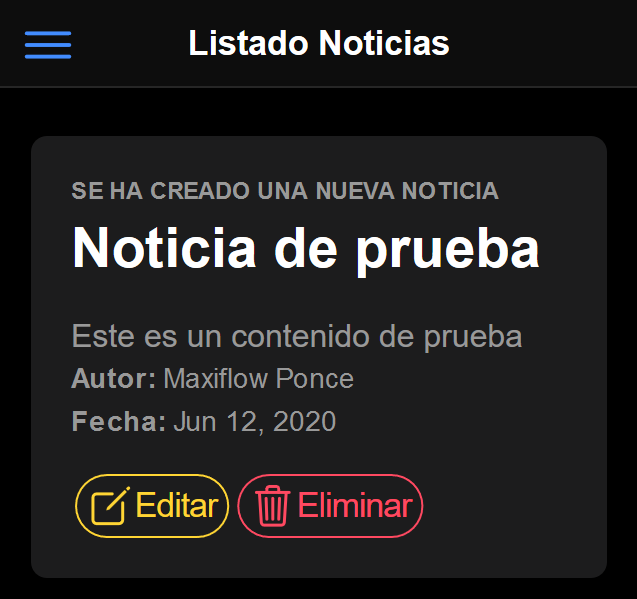 Listado Noticias
SE HA CREADO UNA NUEVA NOTICIA
Noticia de prueba
Este es un contenido de prueba
Autor: Maxiflow Ponce
Fecha: Jun 12, 2020
Editar Eliminar